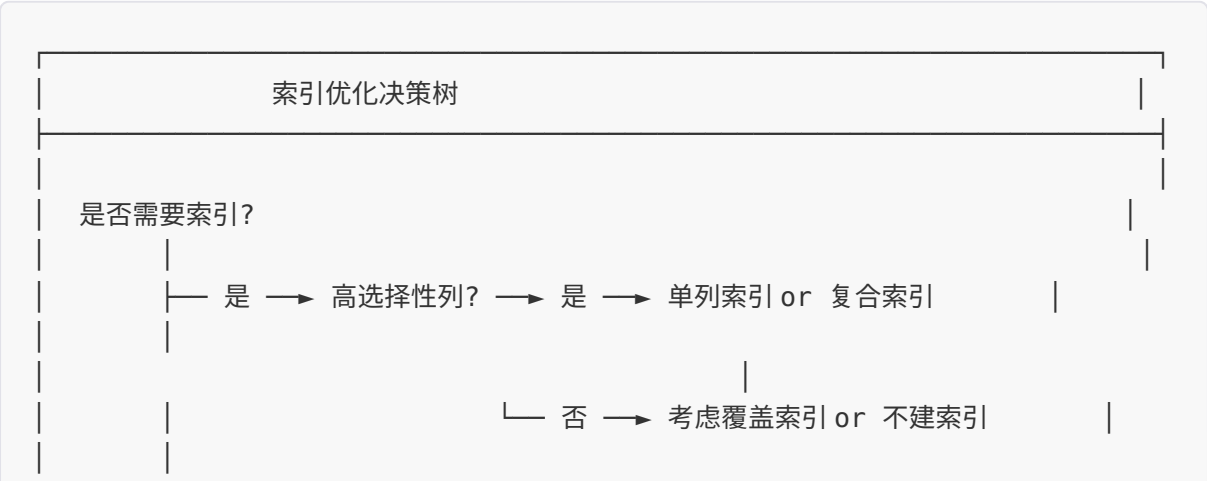 索引优化决策树
是否需要索引?
├── 是 ──► 高选择性列? ──► 是 ──► 单列索引 or 复合索引
└── 否 ──► 考虑覆盖索引 or 不建索引